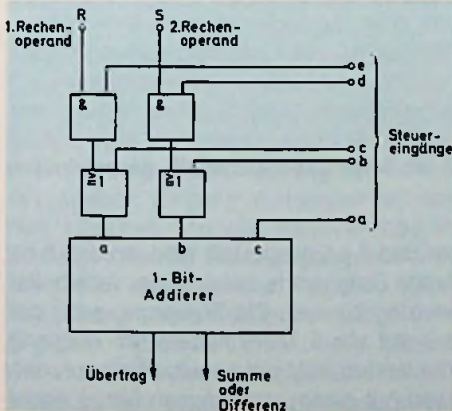 R
S
1.Rechen-
operand
2.Rechen-
operand
e
d
&
&
Steuer-
eingänge
c
b
≥1
≥1
a
a
b
c
1-Bit-
Addierer
Übertrag
Summe
oder
Differenz